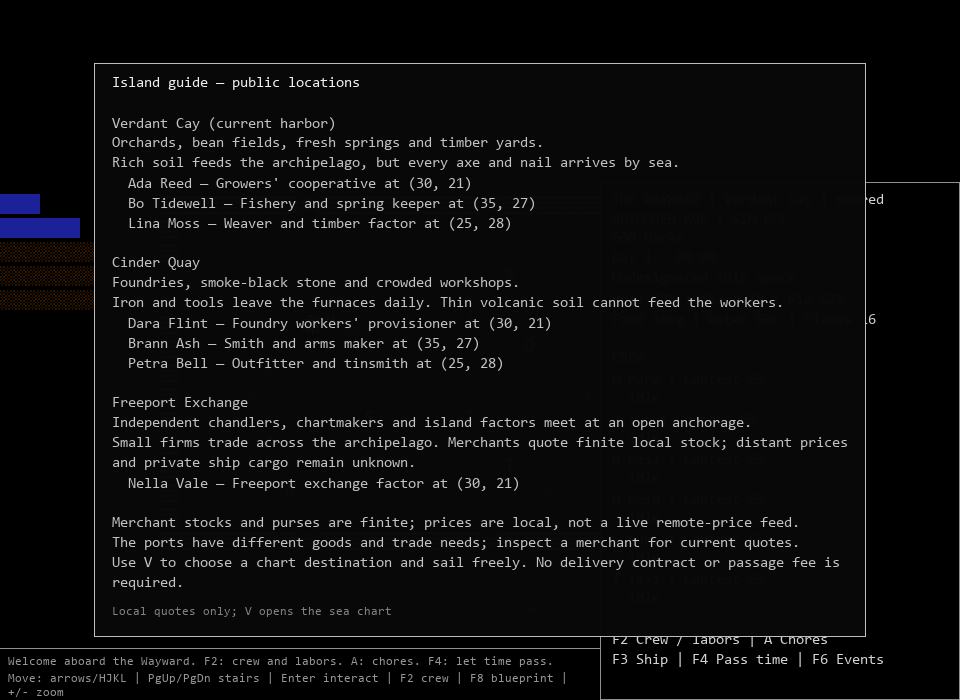 Island guide — public locations
Verdant Cay (current harbor)
Orchards, bean fields, fresh springs and timber yards.
Rich soil feeds the archipelago, but every axe and nail arrives by sea.
Ada Reed — Growers' cooperative at (30, 21)
Bo Tidewell — Fishery and spring keeper at (35, 27)
Lina Moss — Weaver and timber factor at (25, 28)
Cinder Quay
Foundries, smoke-black stone and crowded workshops.
Iron and tools leave the furnaces daily. Thin volcanic soil cannot feed the workers.
Dara Flint — Foundry workers' provisioner at (30, 21)
Brann Ash — Smith and arms maker at (35, 27)
Petra Bell — Outfitter and tinsmith at (25, 28)
Freeport Exchange
Independent chandlers, chartmakers and island factors meet at an open anchorage.
Small firms trade across the archipelago. Merchants quote finite local stock; distant prices
and private ship cargo remain unknown.
Nella Vale — Freeport exchange factor at (30, 21)
Merchant stocks and purses are finite; prices are local, not a live remote-price feed.
The ports have different goods and trade needs; inspect a merchant for current quotes.
Use V to choose a chart destination and sail freely. No delivery contract or passage fee is
required.
Local quotes only; V opens the sea chart
F2 Crew / labors | A Chores
F3 Ship | F4 Pass time | F6 Events
Welcome aboard the Wayward. F2: crew and labors. A: chores. F4: let time pass.
Move: arrows/HJKL | PgUp/PgDn stairs | Enter interact | F2 crew | F8 blueprint |
+/- zoom